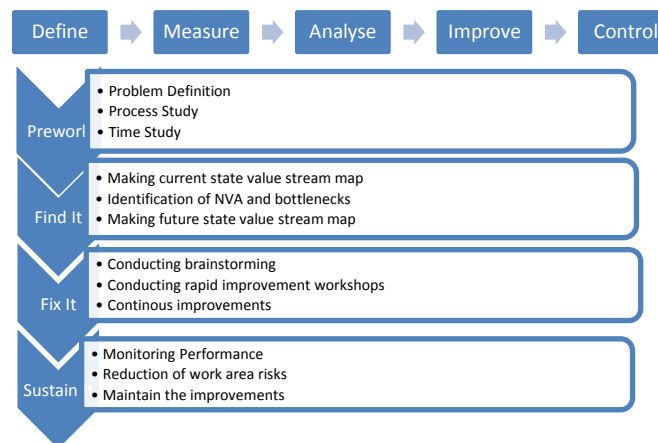 Define
Measure
Analyse
Improve
Control
Preworl
• Problem Definition
• Process Study
• Time Study
Find It
• Making current state value stream map
• Identification of NVA and bottlenecks
• Making future state value stream map
Fix It
• Conducting brainstorming
• Conducting rapid improvement workshops
• Continous improvements
Sustain
• Monitoring Performance
• Reduction of work area risks
• Maintain the improvements